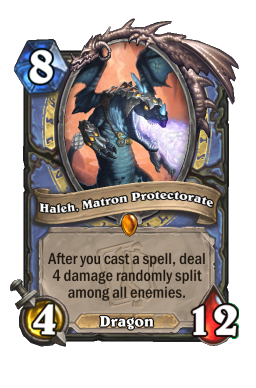 8
Haleh, Matron Protectorate
After you cast a spell, deal
4 damage randomly split
among all enemies.
4
Dragon
12